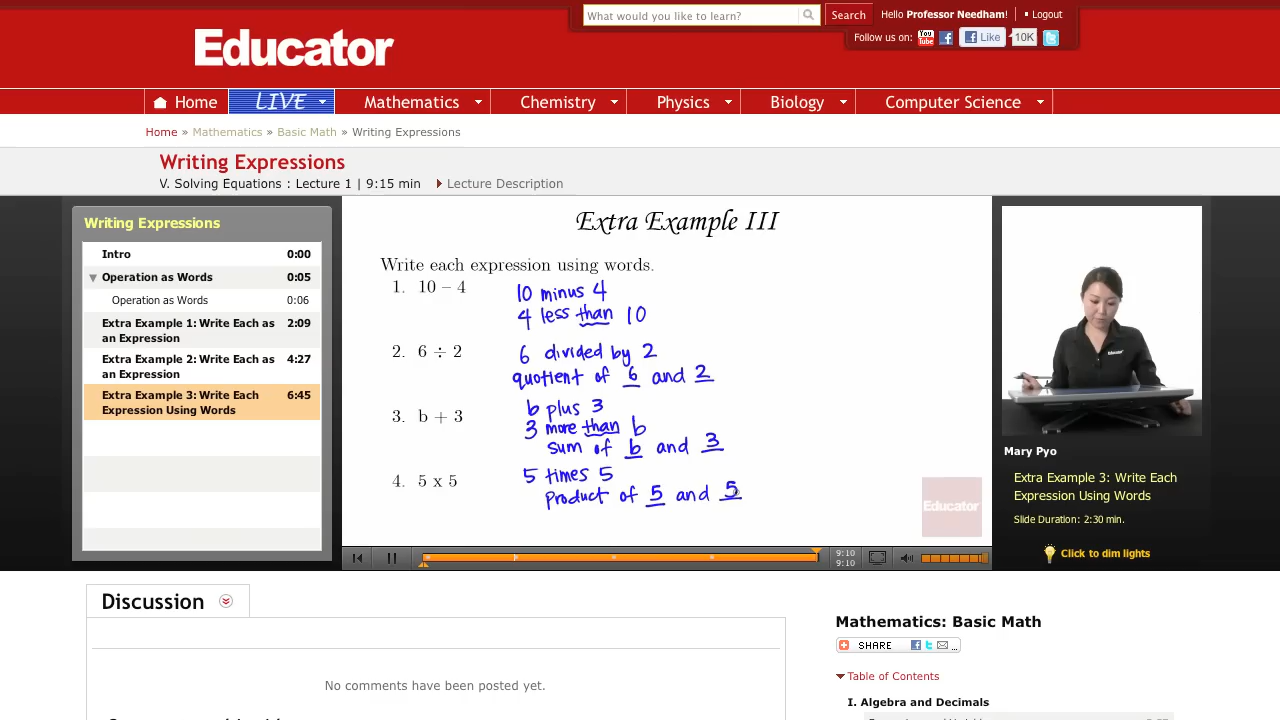 What would you like to learn?
Search
Hello Professor Needham!
Logout
Educator
Follow us on:
You Tube
Like
10K
Home
LIVE
Mathematics
Chemistry
Physics
Biology
Computer Science
Home » Mathematics » Basic Math » Writing Expressions
Writing Expressions
V. Solving Equations : Lecture 1 | 9:15 min
Lecture Description
Writing Expressions
Intro 0:00
Operation as Words 0:05
Operation as Words 0:06
Extra Example 1: Write Each as 2:09
an Expression
Extra Example 2: Write Each as 4:27
an Expression
Extra Example 3: Write Each 6:45
Expression Using Words
Extra Example III
Write each expression using words.
1. 10 – 4
10 minus 4
4 less than 10
2. 6 ÷ 2
6 divided by 2
quotient of 6 and 2
3. b + 3
b plus 3
3 more than b
sum of b and 3
4. 5 x 5
5 times 5
product of 5 and 5
Educator
9:10
9:10
Mary Pyo
Extra Example 3: Write Each
Expression Using Words
Slide Duration: 2:30 min.
Click to dim lights
Discussion
No comments have been posted yet.
Mathematics: Basic Math
SHARE
...
Table of Contents
I. Algebra and Decimals